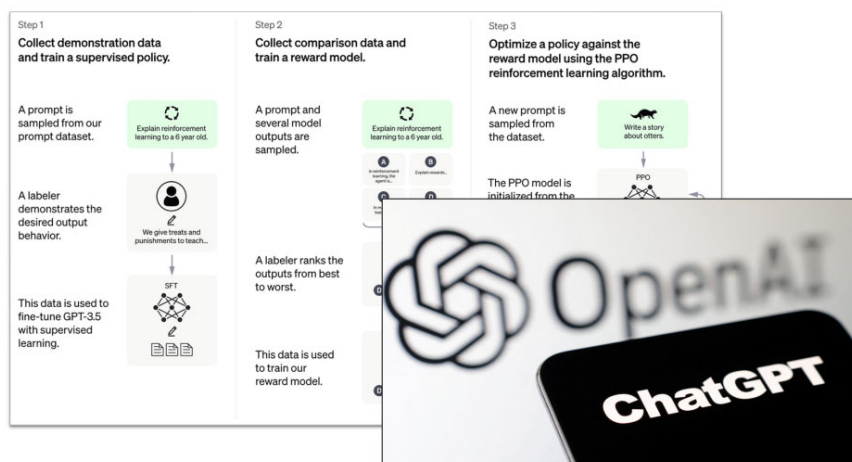 Step 1
Collect demonstration data
and train a supervised policy.
A prompt is
sampled from our
prompt dataset.
Explain reinforcement
learning to a 6 year old.
A labeler
demonstrates the
desired output
behavior.
We give treats and
punishments to teach...
SFT
This data is used to
fine-tune GPT-3.5
with supervised
learning.
Step 2
Collect comparison data and
train a reward model.
A prompt and
several model
outputs are
sampled.
Explain reinforcement
learning to a 6 year old.
A
In reinforcement
learning, the
agent is...
B
Explain rewards...
C
D
A labeler ranks the
outputs from best
to worst.
D
This data is used
to train our
reward model.
D
Step 3
Optimize a policy against the
reward model using the PPO
reinforcement learning algorithm.
A new prompt is
sampled from
the dataset.
Write a story
about otters.
The PPO model is
initialized from the
PPO
OpenAI
ChatGPT